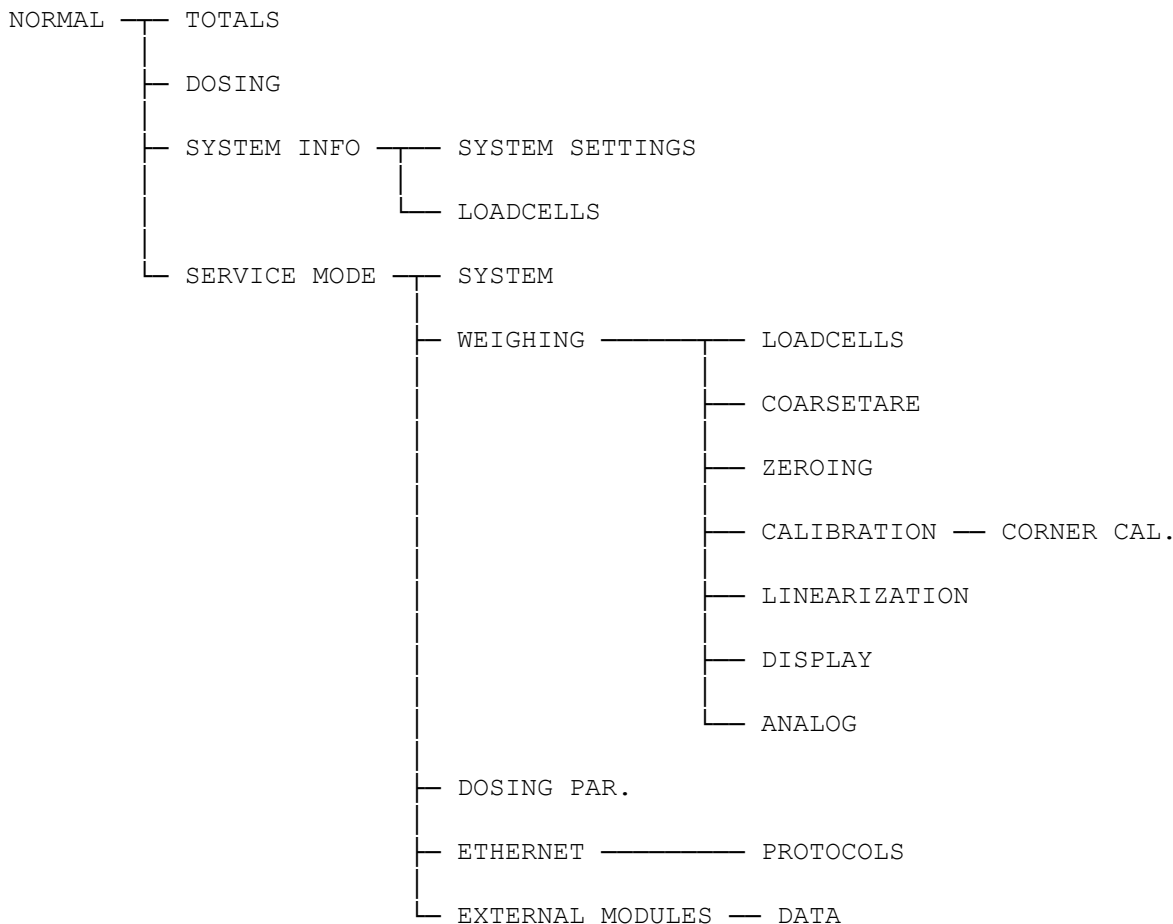 NORMAL TOTALS
DOSING
SYSTEM INFO SYSTEM SETTINGS
LOADCELLS
SERVICE MODE SYSTEM
WEIGHING LOADCELLS
COARSETARE
ZEROING
CALIBRATION CORNER CAL.
LINEARIZATION
DISPLAY
ANALOG
DOSING PAR.
ETHERNET PROTOCOLS
EXTERNAL MODULES DATA